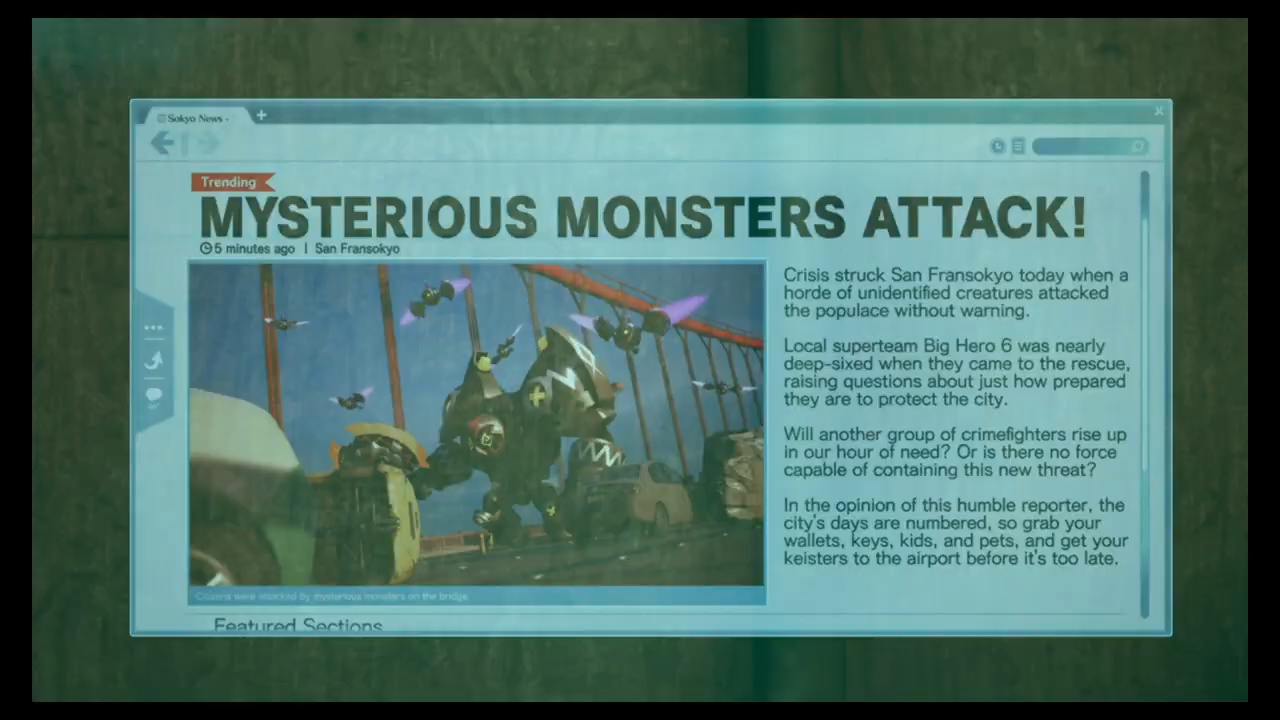 Sokyo News -
Trending
MYSTERIOUS MONSTERS ATTACK!
5 minutes ago | San Fransokyo
Crisis struck San Fransokyo today when a
horde of unidentified creatures attacked
the populace without warning.
Local superteam Big Hero 6 was nearly
deep-sixed when they came to the rescue,
raising questions about just how prepared
they are to protect the city.
Will another group of crimefighters rise up
in our hour of need? Or is there no force
capable of containing this new threat?
In the opinion of this humble reporter, the
city's days are numbered, so grab your
wallets, keys, kids, and pets, and get your
keisters to the airport before it's too late.
Citizens were attacked by mysterious monsters on the bridge.
Featured Sections